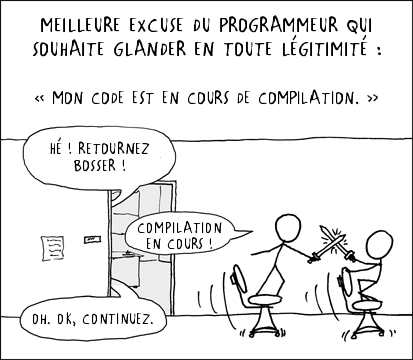 MEILLEURE EXCUSE DU PROGRAMMEUR QUI
SOUHAITE GLANDER EN TOUTE LÉGITIMITÉ :
« MON CODE EST EN COURS DE COMPILATION. »
HÉ ! RETOURNEZ
BOSSER !
COMPILATION
EN COURS !
OH. OK, CONTINUEZ.